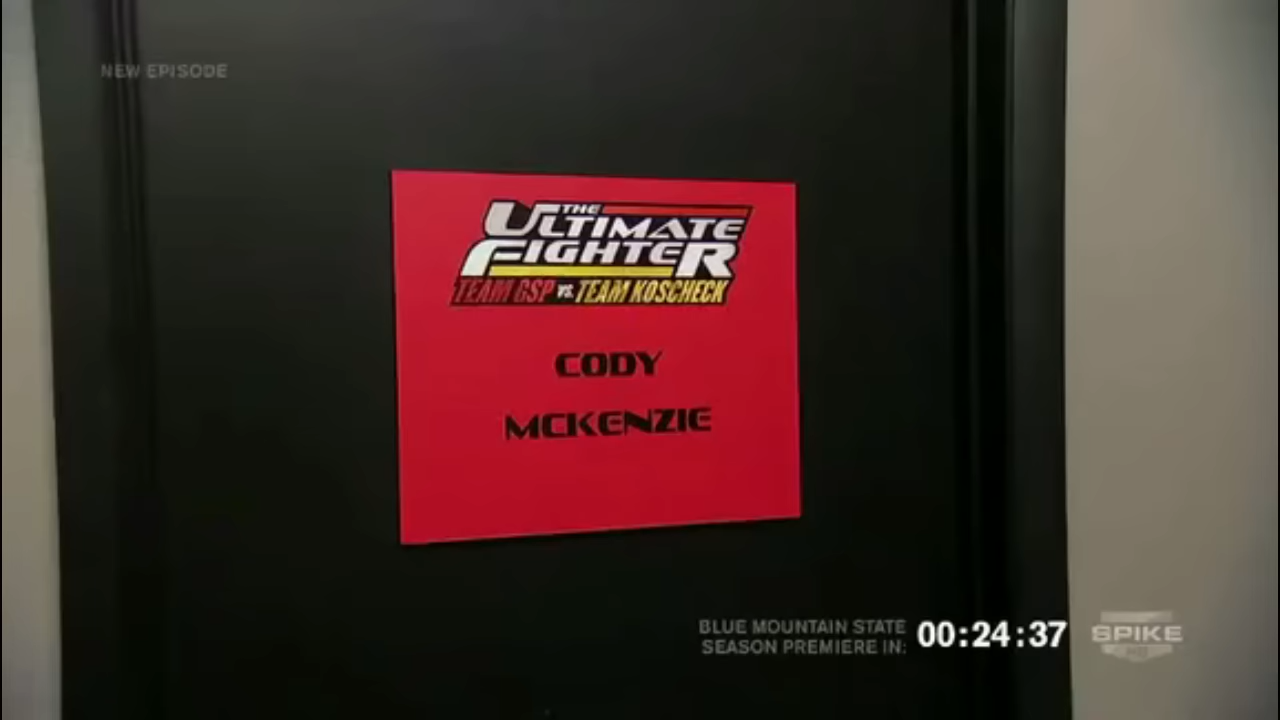 NEW EPISODE
THE
ULTIMATE
FIGHTER
TEAM GSP VS. TEAM KOSCHECK
CODY
MCKENZIE
BLUE MOUNTAIN STATE
SEASON PREMIERE IN:
00:24:37
SPIKE
HD